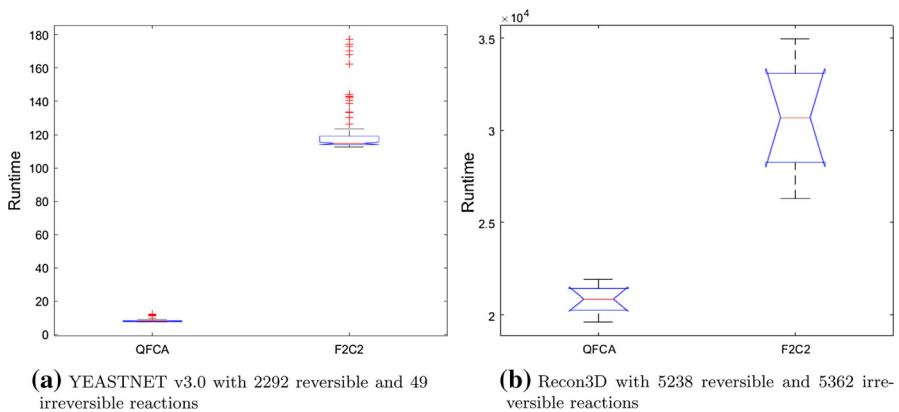 180
160
140
120
100
80
60
40
20
0
Runtime
QFCA F2C2
(a) YEASTNET v3.0 with 2292 reversible and 49
irreversible reactions
× 10⁴
3.5
3
2.5
2
Runtime
QFCA F2C2
(b) Recon3D with 5238 reversible and 5362 irre-
versible reactions